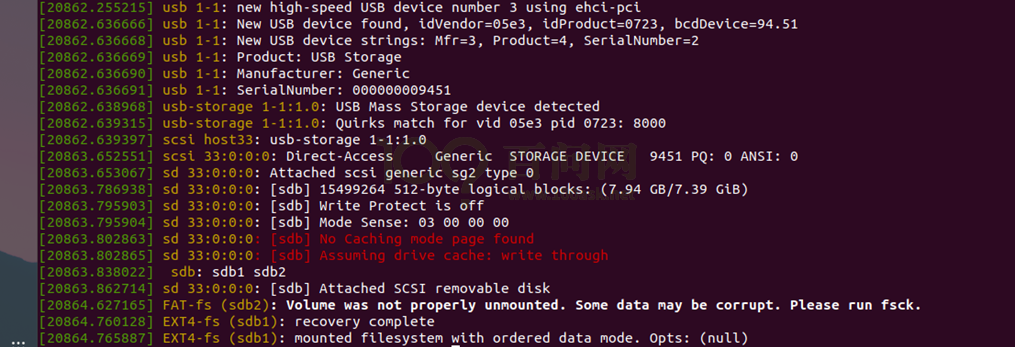 [20862.255215] usb 1-1: new high-speed USB device number 3 using ehci-pci
[20862.636666] usb 1-1: New USB device found, idVendor=05e3, idProduct=0723, bcdDevice=94.51
[20862.636668] usb 1-1: New USB device strings: Mfr=3, Product=4, SerialNumber=2
[20862.636669] usb 1-1: Product: USB Storage
[20862.636690] usb 1-1: Manufacturer: Generic
[20862.636691] usb 1-1: SerialNumber: 000000009451
[20862.638968] usb-storage 1-1:1.0: USB Mass Storage device detected
[20862.639315] usb-storage 1-1:1.0: Quirks match for vid 05e3 pid 0723: 8000
[20862.639397] scsi host33: usb-storage 1-1:1.0
[20863.652551] scsi 33:0:0:0: Direct-Access     Generic  STORAGE DEVICE   9451 PQ: 0 ANSI: 0
[20863.653067] sd 33:0:0:0: Attached scsi generic sg2 type 0
[20863.786938] sd 33:0:0:0: [sdb] 15499264 512-byte logical blocks: (7.94 GB/7.39 GiB)
[20863.795903] sd 33:0:0:0: [sdb] Write Protect is off
[20863.795904] sd 33:0:0:0: [sdb] Mode Sense: 03 00 00 00
[20863.802863] sd 33:0:0:0: [sdb] No Caching mode page found
[20863.802865] sd 33:0:0:0: [sdb] Assuming drive cache: write through
[20863.838022]  sdb: sdb1 sdb2
[20863.862714] sd 33:0:0:0: [sdb] Attached SCSI removable disk
[20864.627165] FAT-fs (sdb2): Volume was not properly unmounted. Some data may be corrupt. Please run fsck.
[20864.760128] EXT4-fs (sdb1): recovery complete
[20864.765887] EXT4-fs (sdb1): mounted filesystem with ordered data mode. Opts: (null)
...
百问网